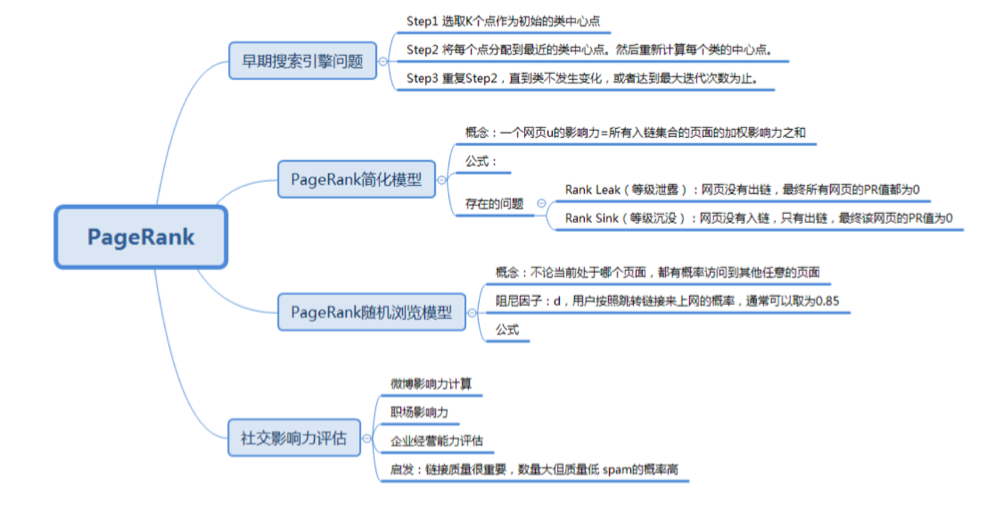 PageRank
早期搜索引擎问题
Step1 选取K个点作为初始的类中心点
Step2 将每个点分配到最近的类中心点。然后重新计算每个类的中心点。
Step3 重复Step2，直到类不发生变化，或者达到最大迭代次数为止。
PageRank简化模型
概念：一个网页u的影响力=所有入链集合的页面的加权影响力之和
公式：
存在的问题
Rank Leak（等级泄露）：网页没有出链，最终所有网页的PR值都为0
Rank Sink（等级沉没）：网页没有入链，只有出链，最终该网页的PR值为0
PageRank随机浏览模型
概念：不论当前处于哪个页面，都有概率访问到其他任意的页面
阻尼因子：d，用户按照跳转链接来上网的概率，通常可以取为0.85
公式
社交影响力评估
微博影响力计算
职场影响力
企业经营能力评估
启发：链接质量很重要，数量大但质量低 spam的概率高